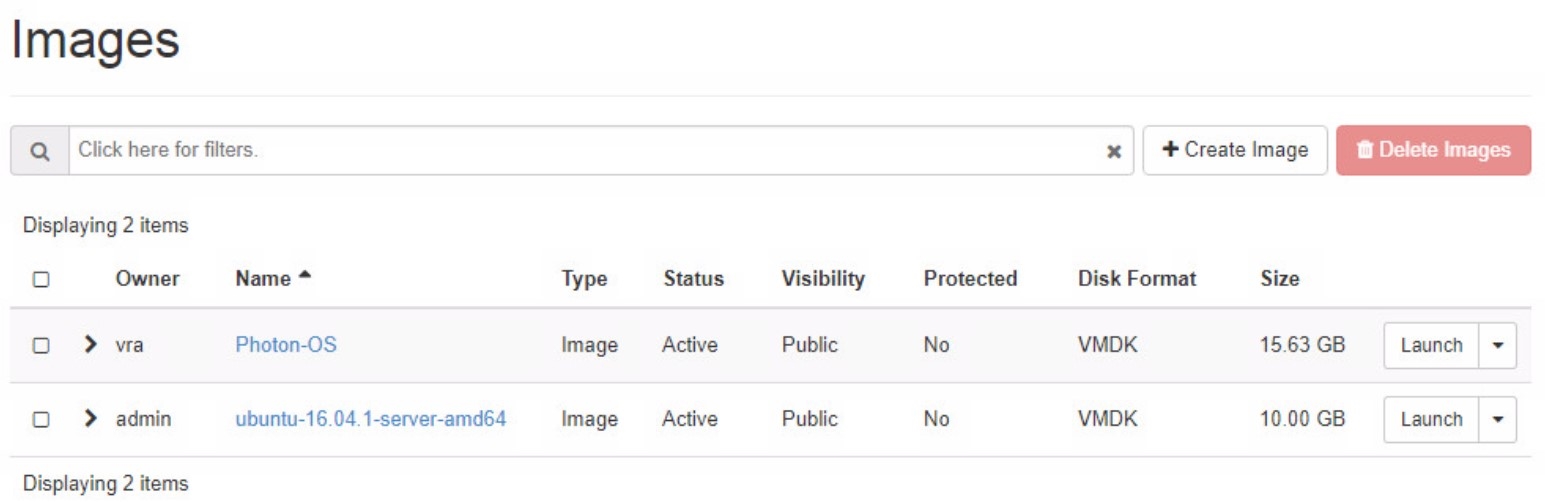 Images
Click here for filters.
Create Image
Delete Images
Displaying 2 items
Owner Name Type Status Visibility Protected Disk Format Size
vra Photon-OS Image Active Public No VMDK 15.63 GB Launch
admin ubuntu-16.04.1-server-amd64 Image Active Public No VMDK 10.00 GB Launch
Displaying 2 items